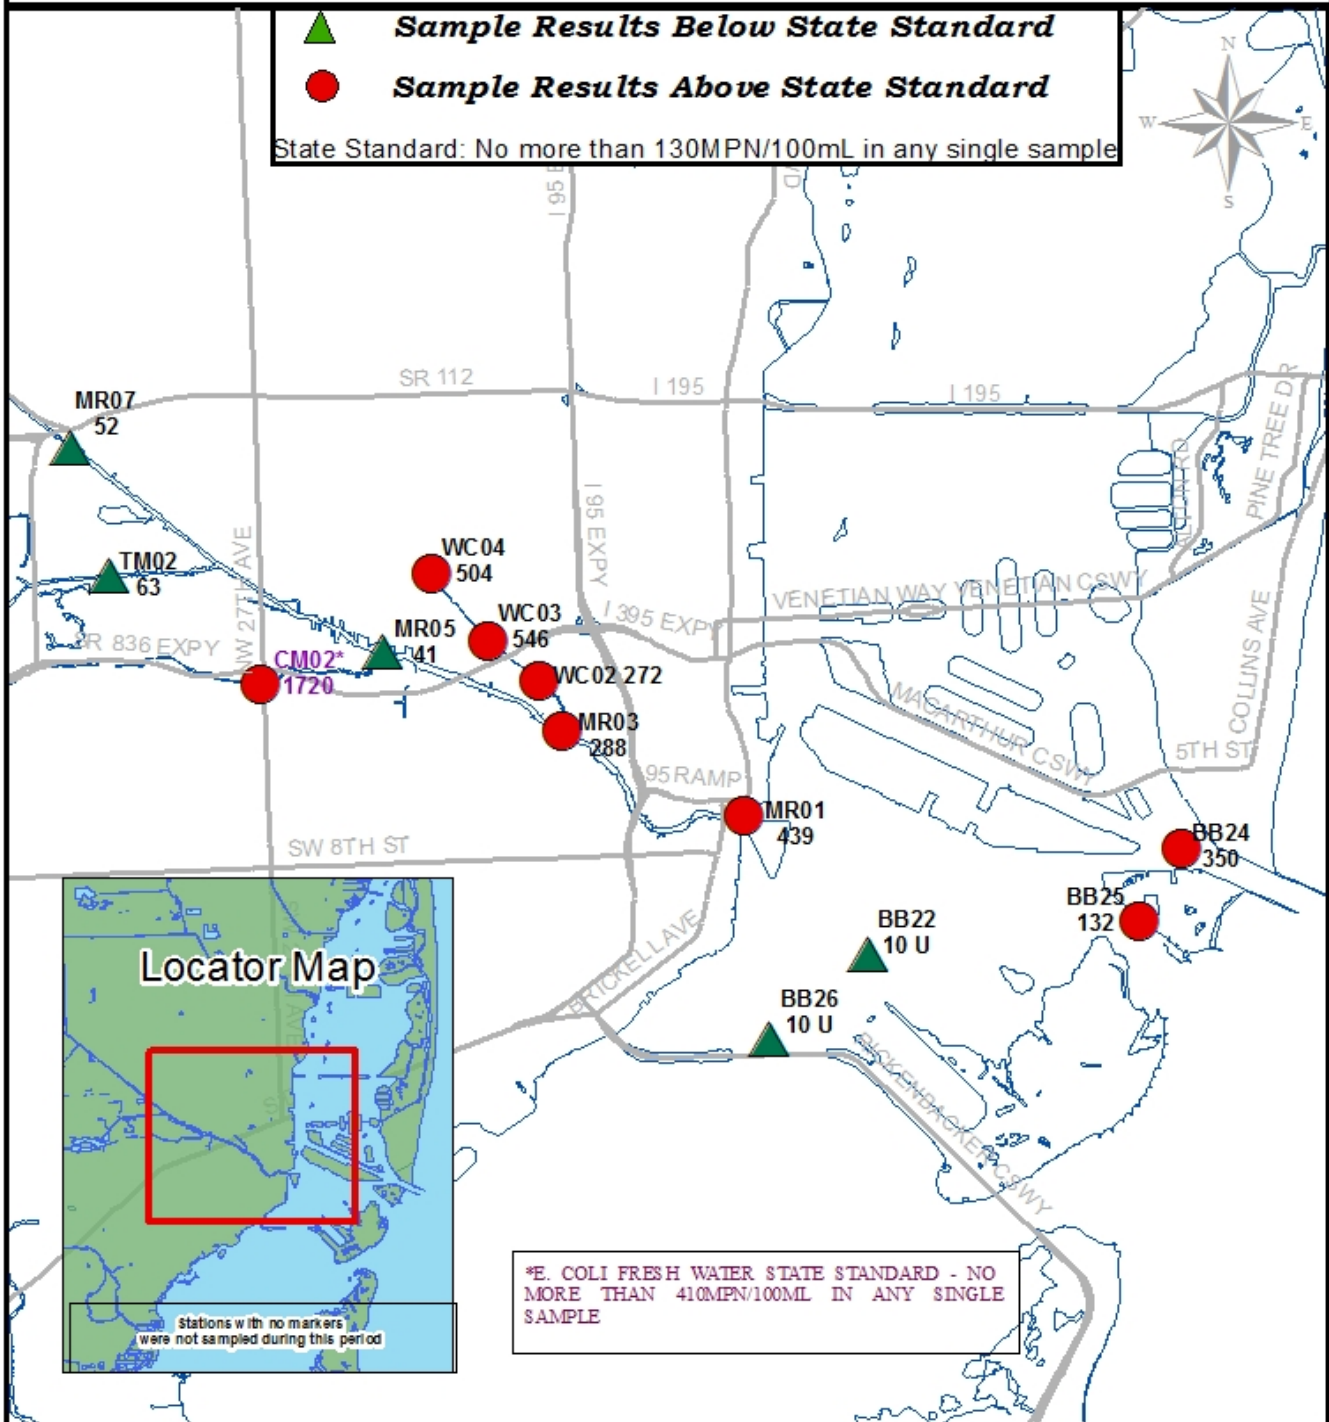 Sample Results Below State Standard
Sample Results Above State Standard
State Standard: No more than 130MPN/100mL in any single sample
N
W
E
S
I 95 E
VD
SR 112
I 195
I 195
PINE TREE DR
MR07
52
NW 27TH AVE
I 95 EXPY
TM02
63
WC04
504
VENETIAN WAY
VENETIAN CSWY
WC03
546
I 395 EXPY
MR05
41
SR 836 EXPY
CM02*
1720
WC02 272
COLLINS AVE
MACARTHUR CSWY
MR03
288
5TH ST
95 RAMP
MR01
439
BB24
350
SW 8TH ST
BB25
132
BB22
10 U
BRICKELL AVE
Locator Map
BB26
10 U
RICKENBACKER CSWY
*E. COLI FRESH WATER STATE STANDARD - NO
MORE THAN 410MPN/100ML IN ANY SINGLE
SAMPLE
Stations with no markers
were not sampled during this period